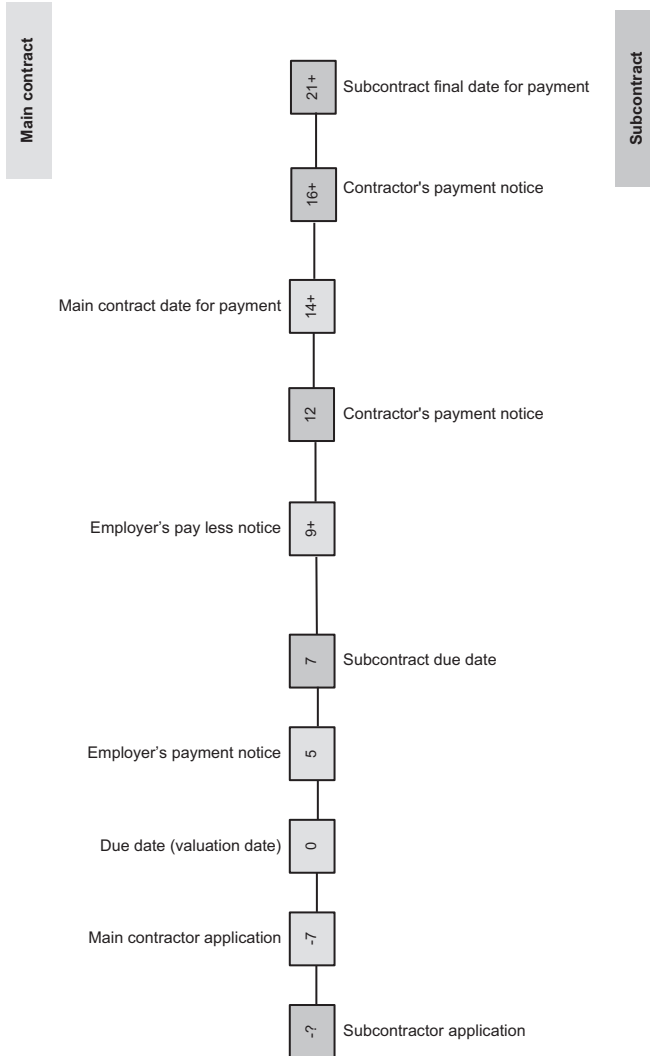 Main contract
Subcontract
21+
Subcontract final date for payment
16+
Contractor's payment notice
Main contract date for payment
14+
12
Contractor's payment notice
Employer’s pay less notice
9+
7
Subcontract due date
Employer’s payment notice
5
Due date (valuation date)
0
Main contractor application
-7
-?
Subcontractor application